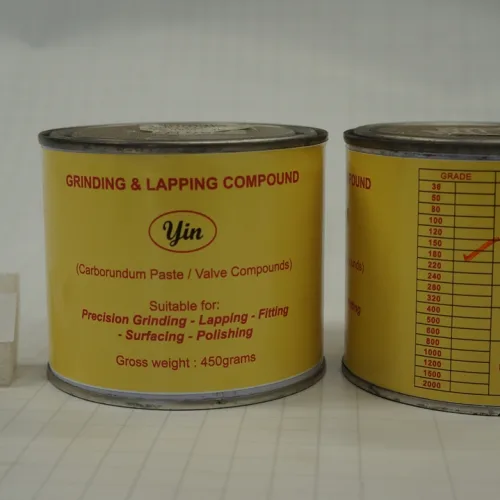 GRINDING & LAPPING COMPOUND
Yin
(Carborundum Paste / Valve Compounds)
Suitable for:
Precision Grinding - Lapping - Fitting
- Surfacing - Polishing
Gross weight : 450grams
GRADE
36
60
80
100
120
150
180
220
240
280
320
400
500
600
800
1000
1200
1500
2000